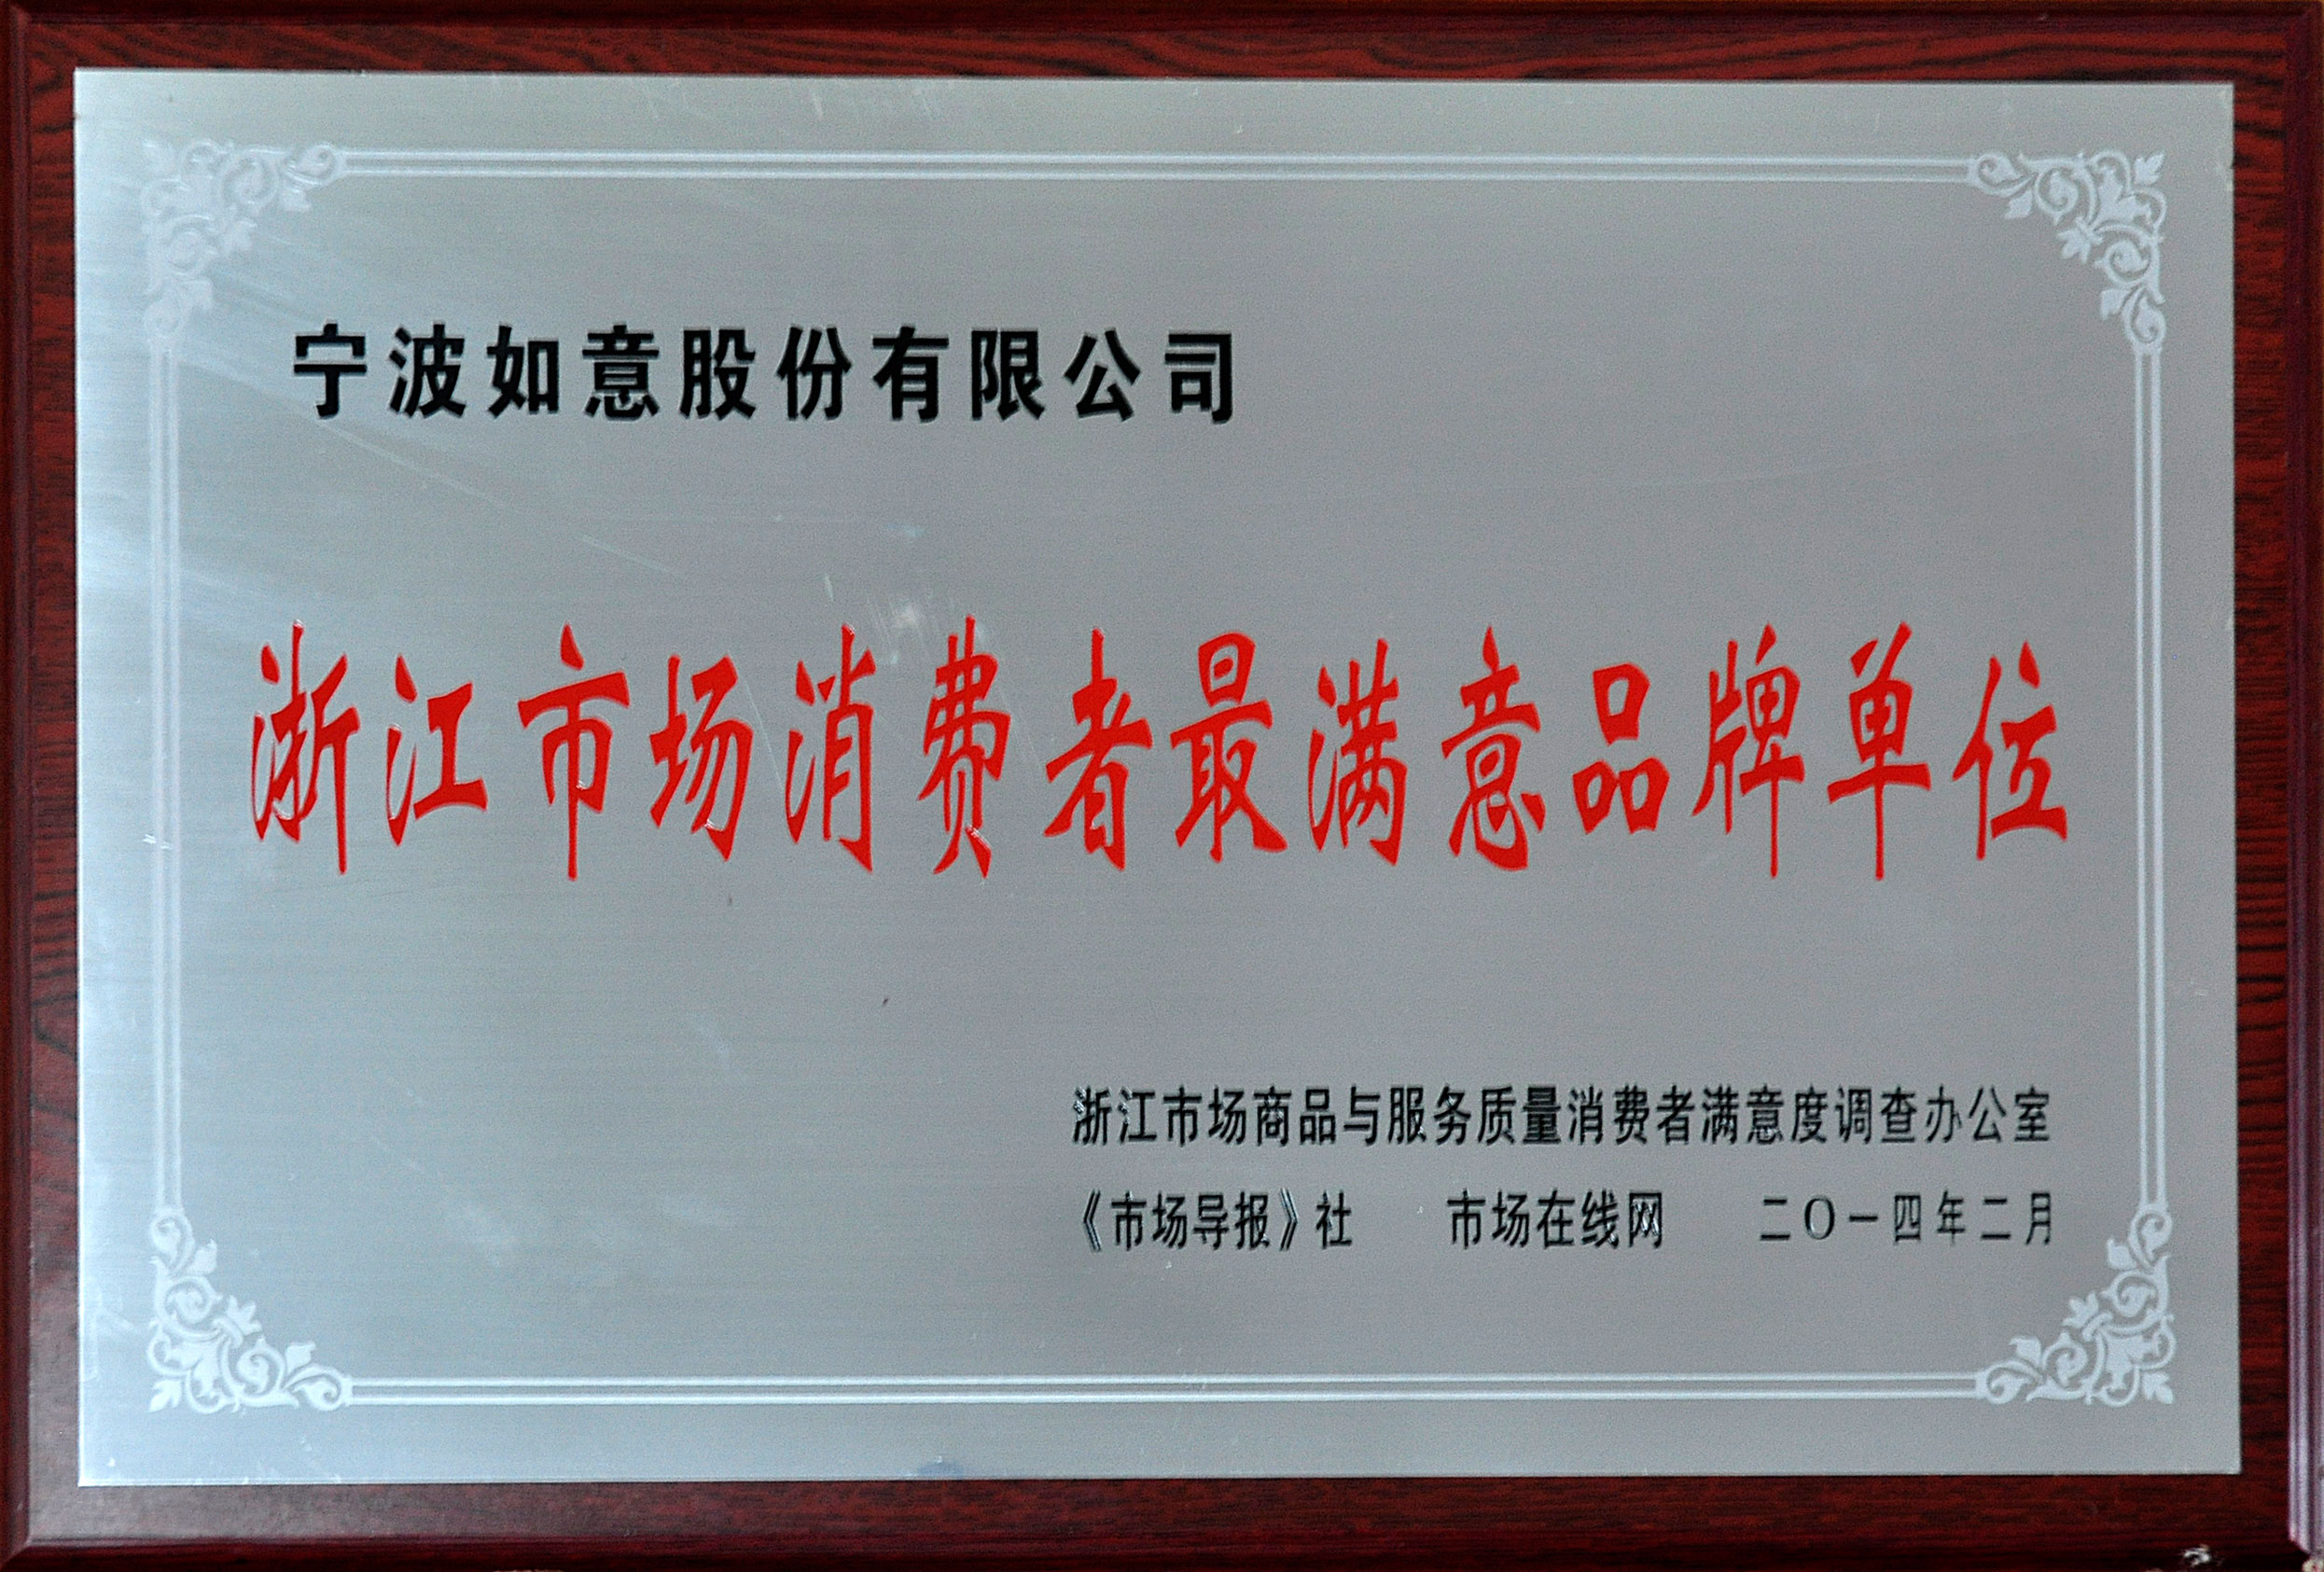 宁波如意股份有限公司
浙江市场消费者最满意品牌单位
浙江市场商品与服务质量消费者满意度调查办公室
《市场导报》社 市场在线网 二〇一四年二月